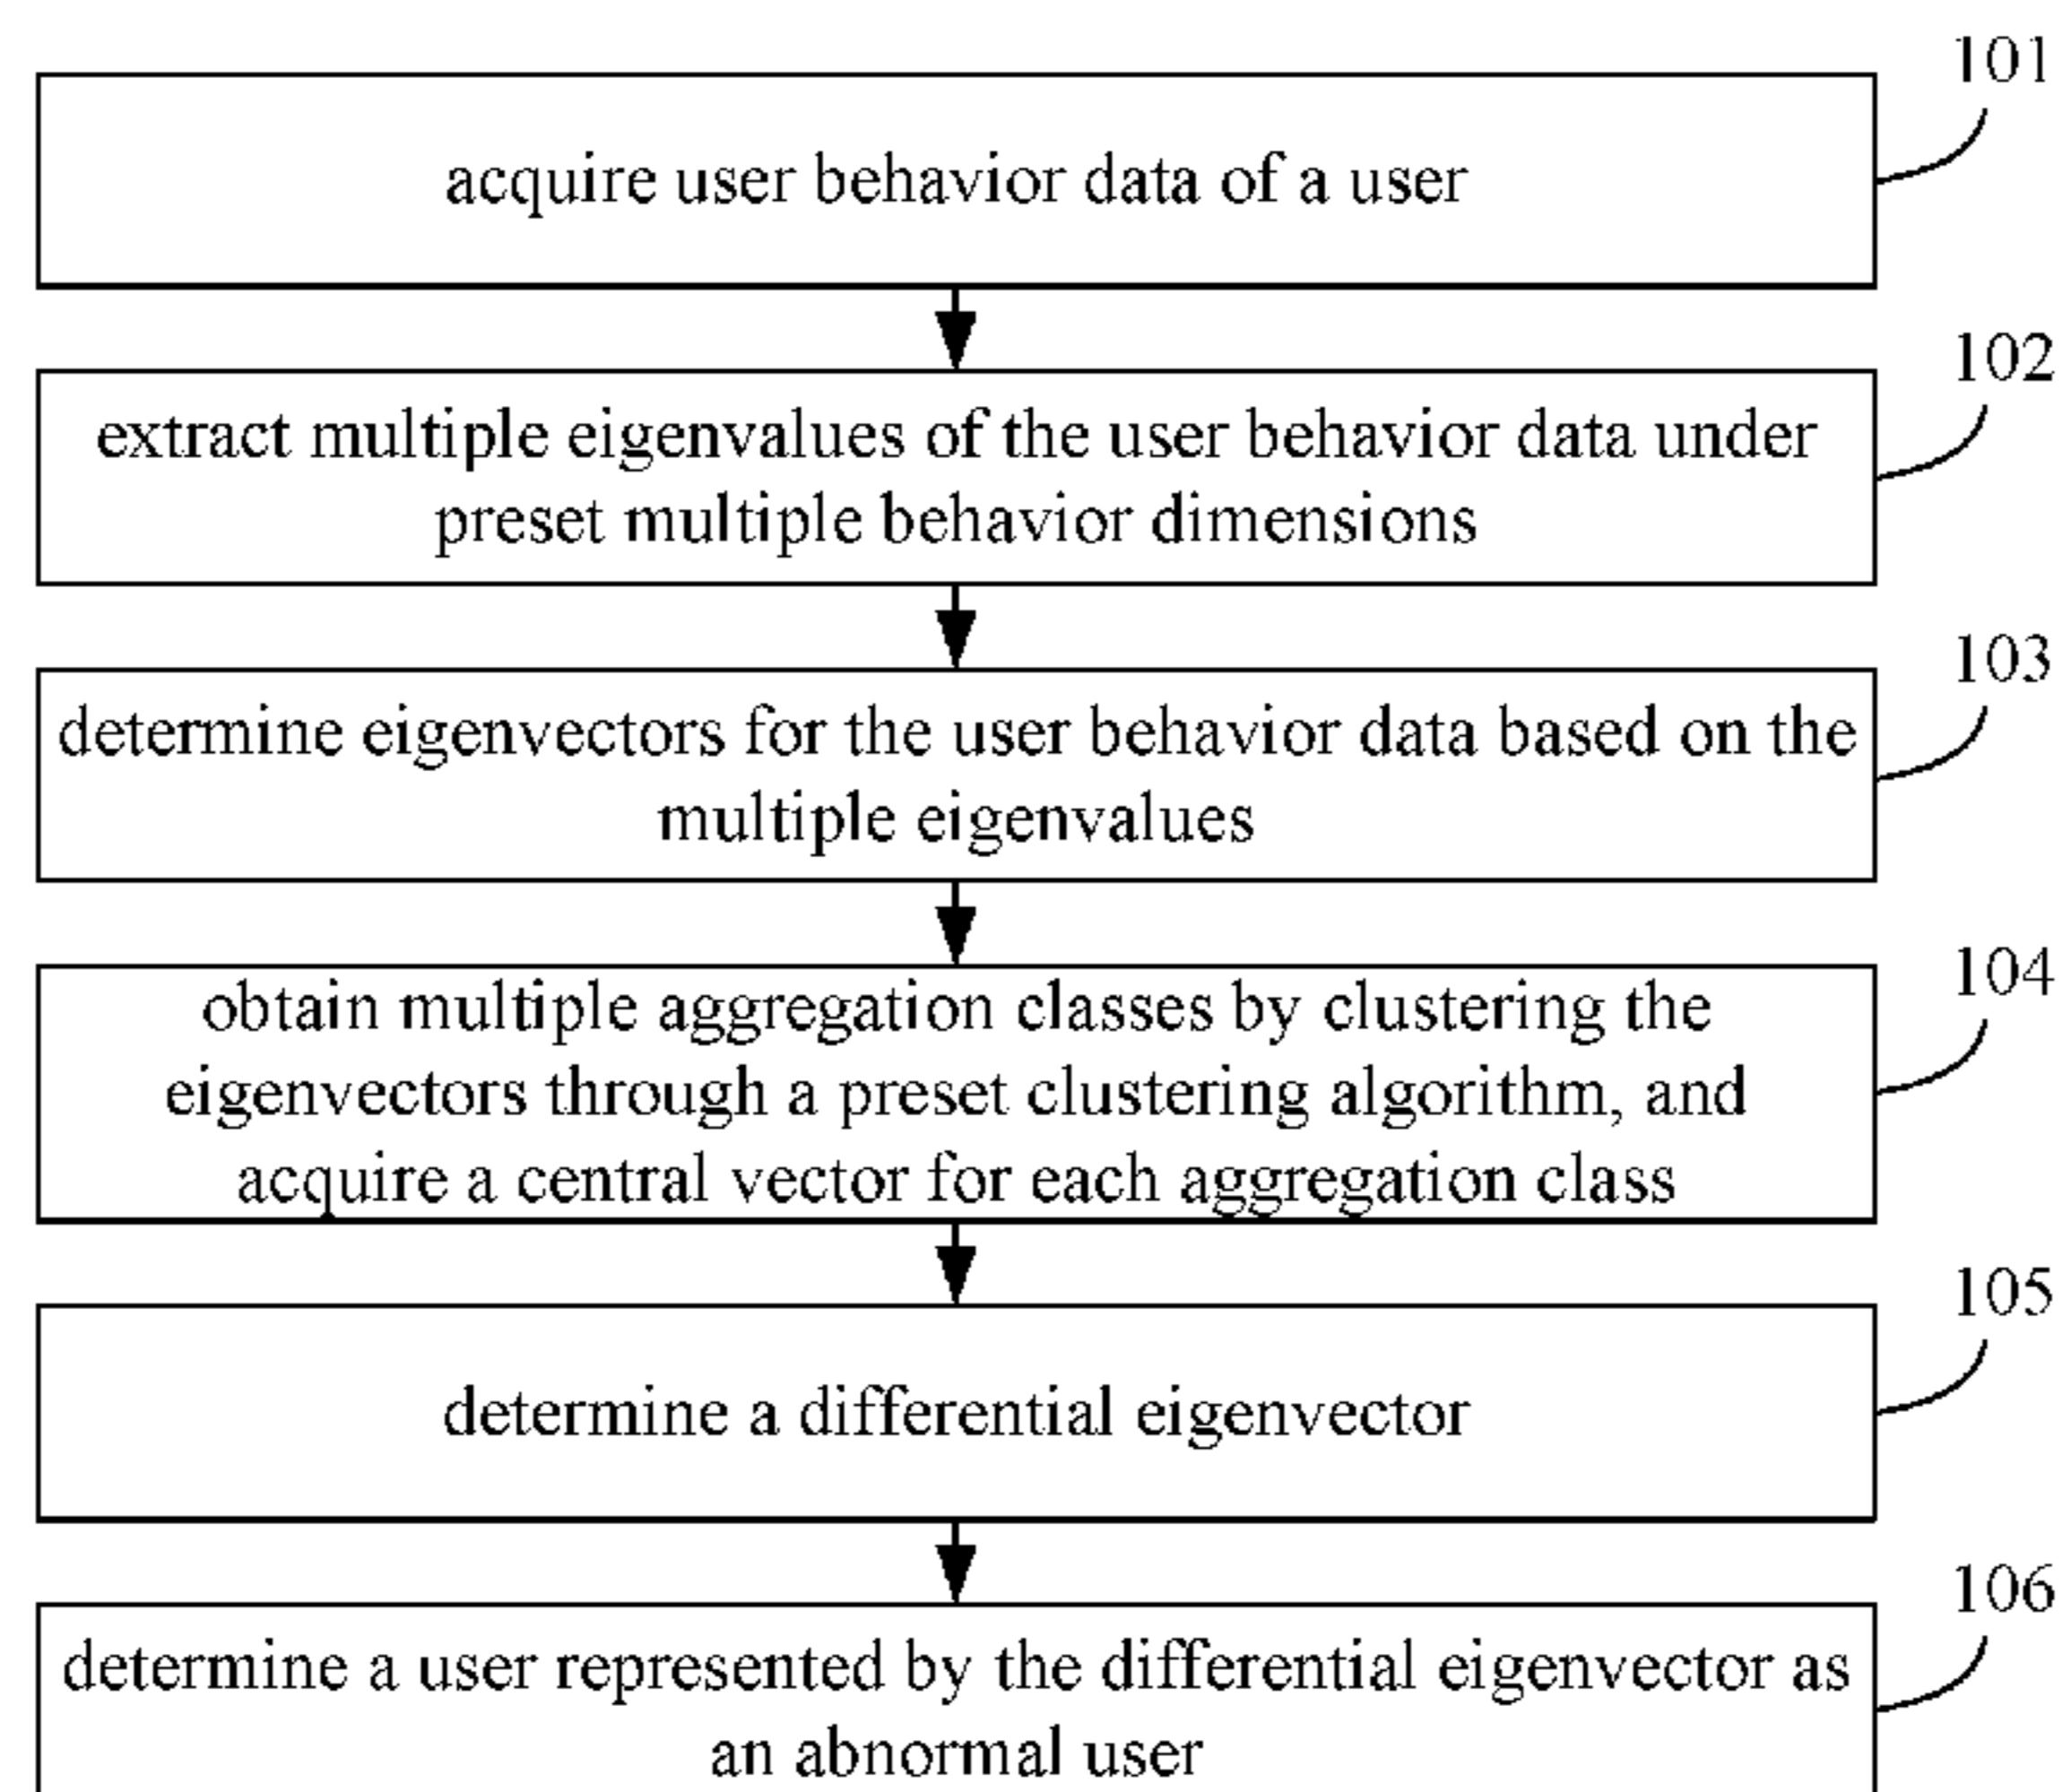 101
acquire user behavior data of a user
102
extract multiple eigenvalues of the user behavior data under
preset multiple behavior dimensions
103
determine eigenvectors for the user behavior data based on the
multiple eigenvalues
104
obtain multiple aggregation classes by clustering the
eigenvectors through a preset clustering algorithm, and
acquire a central vector for each aggregation class
105
determine a differential eigenvector
106
determine a user represented by the differential eigenvector as
an abnormal user